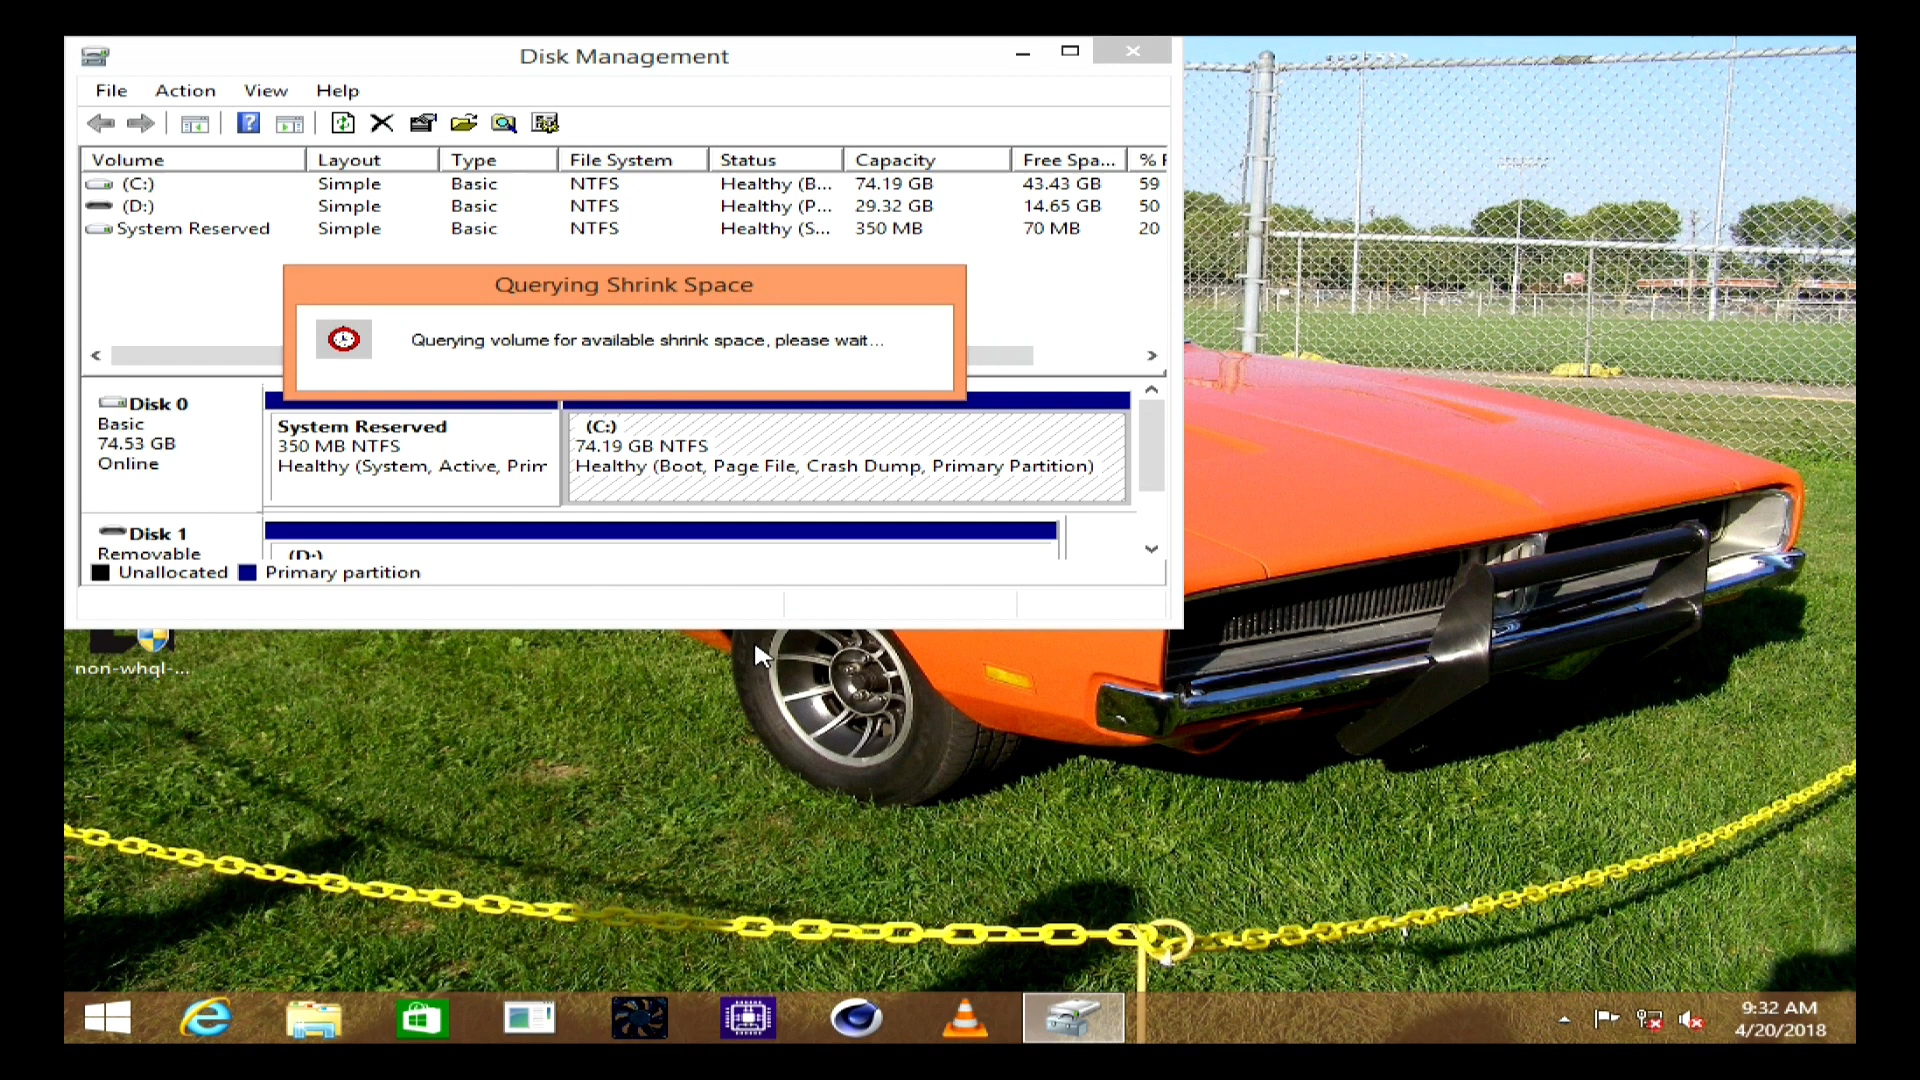 Disk Management
File Action View Help
Volume Layout Type File System Status Capacity Free Spa... % F
(C:) Simple Basic NTFS Healthy (B... 74.19 GB 43.43 GB 59
(D:) Simple Basic NTFS Healthy (P... 29.32 GB 14.65 GB 50
System Reserved Simple Basic NTFS Healthy (S... 350 MB 70 MB 20
Querying Shrink Space
Querying volume for available shrink space, please wait...
Disk 0
Basic
74.53 GB
Online
System Reserved
350 MB NTFS
Healthy (System, Active, Prim
(C:)
74.19 GB NTFS
Healthy (Boot, Page File, Crash Dump, Primary Partition)
Disk 1
Removable
(D:)
Unallocated Primary partition
non-whql-...
9:32 AM
4/20/2018